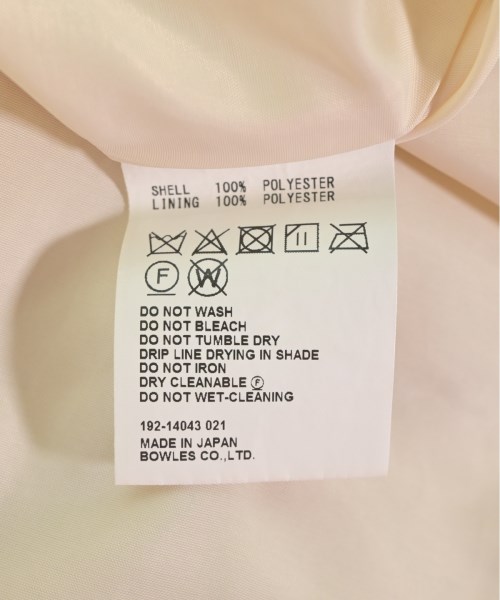 SHELL 100% POLYESTER
LINING 100% POLYESTER
F W
DO NOT WASH
DO NOT BLEACH
DO NOT TUMBLE DRY
DRIP LINE DRYING IN SHADE
DO NOT IRON
DRY CLEANABLE Ⓕ
DO NOT WET-CLEANING
192-14043 021
MADE IN JAPAN
BOWLES CO.,LTD.